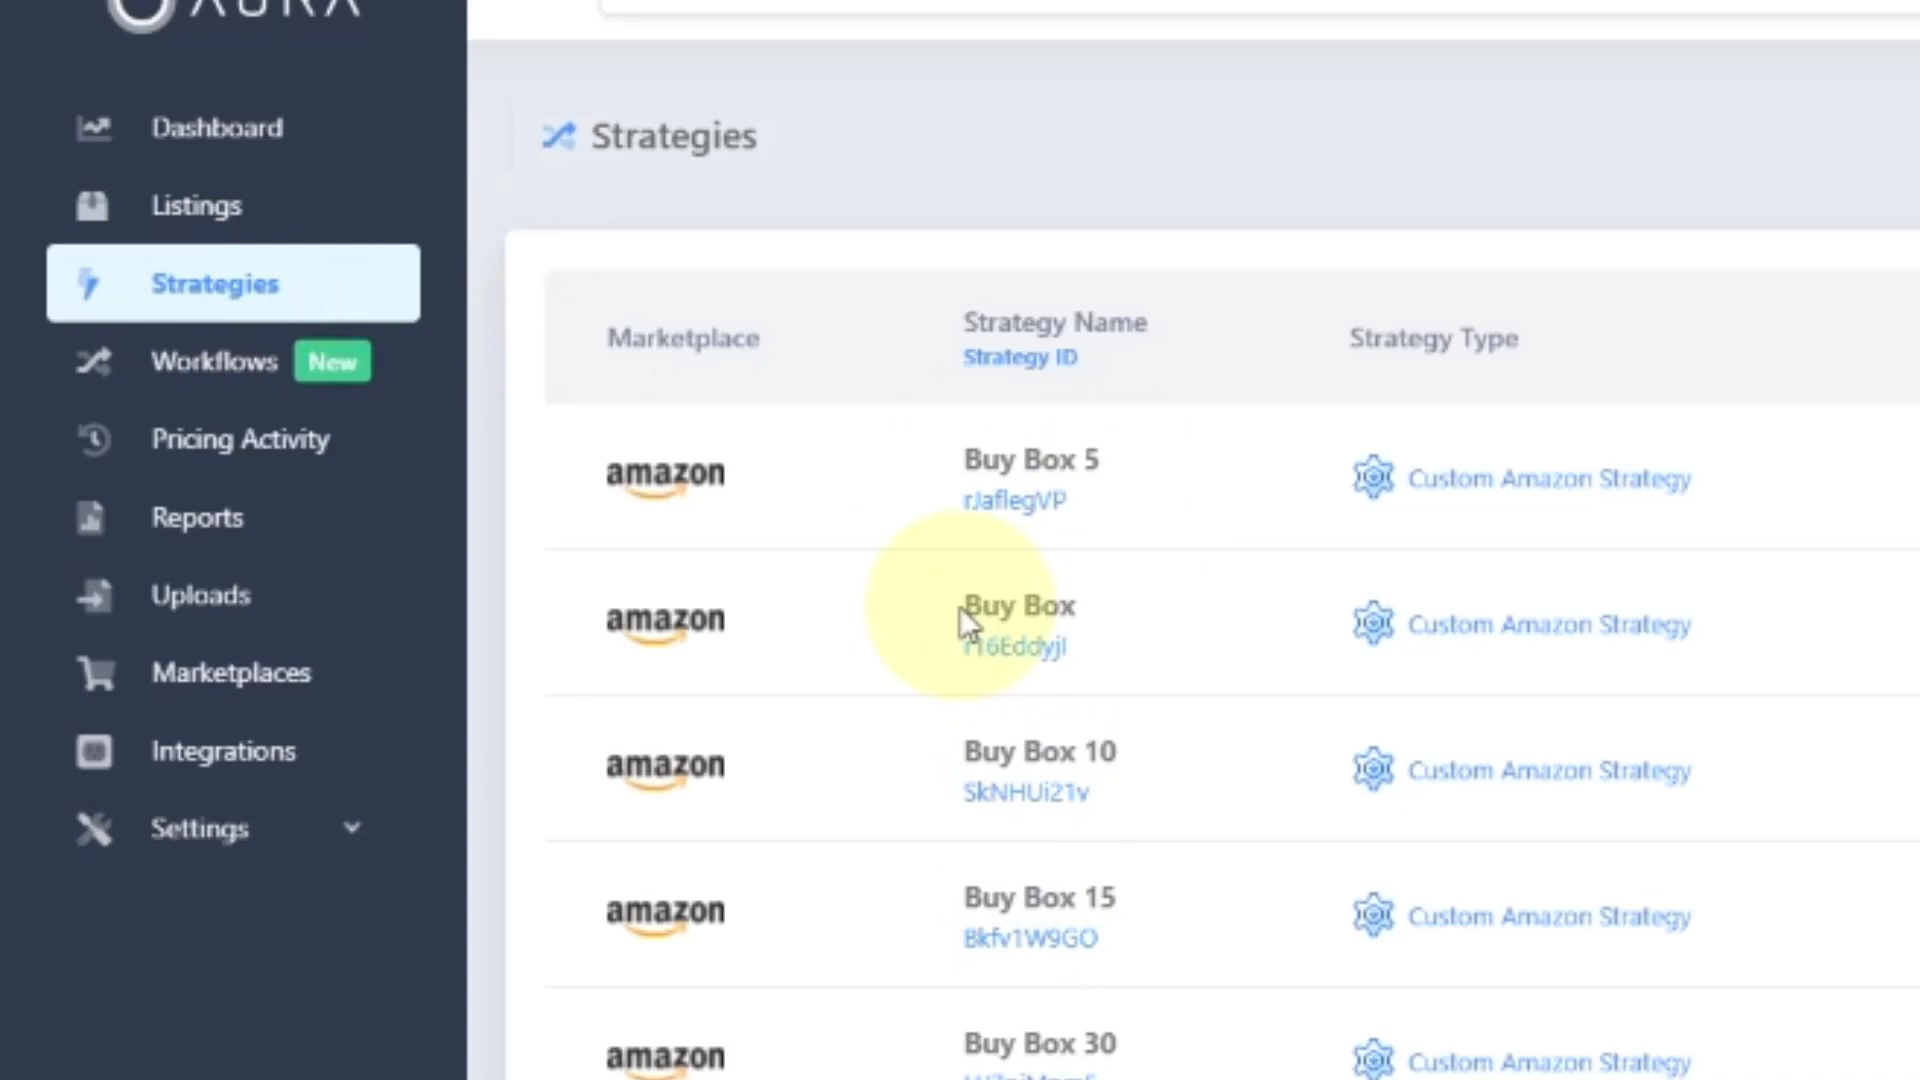 AURA
Dashboard
Listings
Strategies
Workflows New
Pricing Activity
Reports
Uploads
Marketplaces
Integrations
Settings
Strategies
Marketplace
Strategy Name
Strategy ID
Strategy Type
amazon
Buy Box 5
rJaflegVP
Custom Amazon Strategy
amazon
Buy Box
Custom Amazon Strategy
amazon
Buy Box 10
SkNHUi21v
Custom Amazon Strategy
amazon
Buy Box 15
Bkfv1W9GO
Custom Amazon Strategy
amazon
Buy Box 30
Custom Amazon Strategy